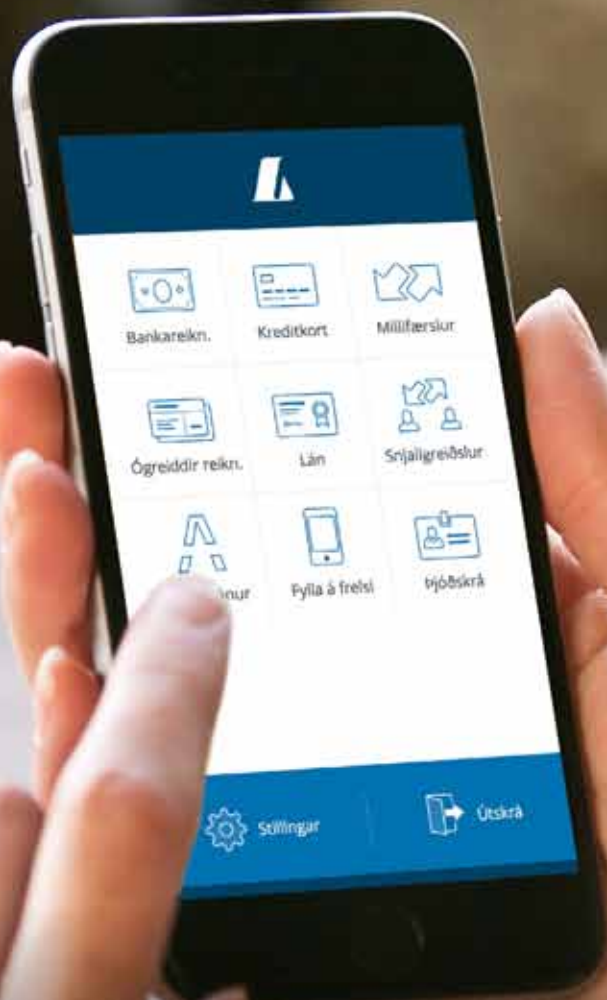 Bankareikn.
Kreditkort
Millifærslur
Ógreiddir reikn.
Lán
Snjallgreiðslur
Fylla á frelsi
Þjóðskrá
Stillingar
Útskrá